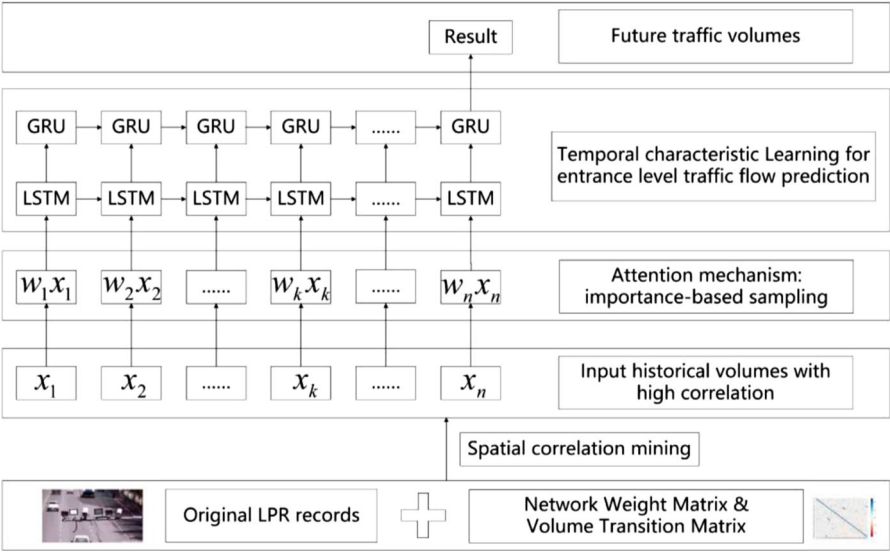 Result
Future traffic volumes
GRU GRU GRU GRU ...... GRU
Temporal characteristic Learning for
entrance level traffic flow prediction
LSTM LSTM LSTM LSTM ...... LSTM
w₁x₁ w₂x₂ ...... wₖxₖ ...... wₙxₙ
Attention mechanism:
importance-based sampling
x₁ x₂ ...... xₖ ...... xₙ
Input historical volumes with
high correlation
Spatial correlation mining
Original LPR records
Network Weight Matrix &
Volume Transition Matrix